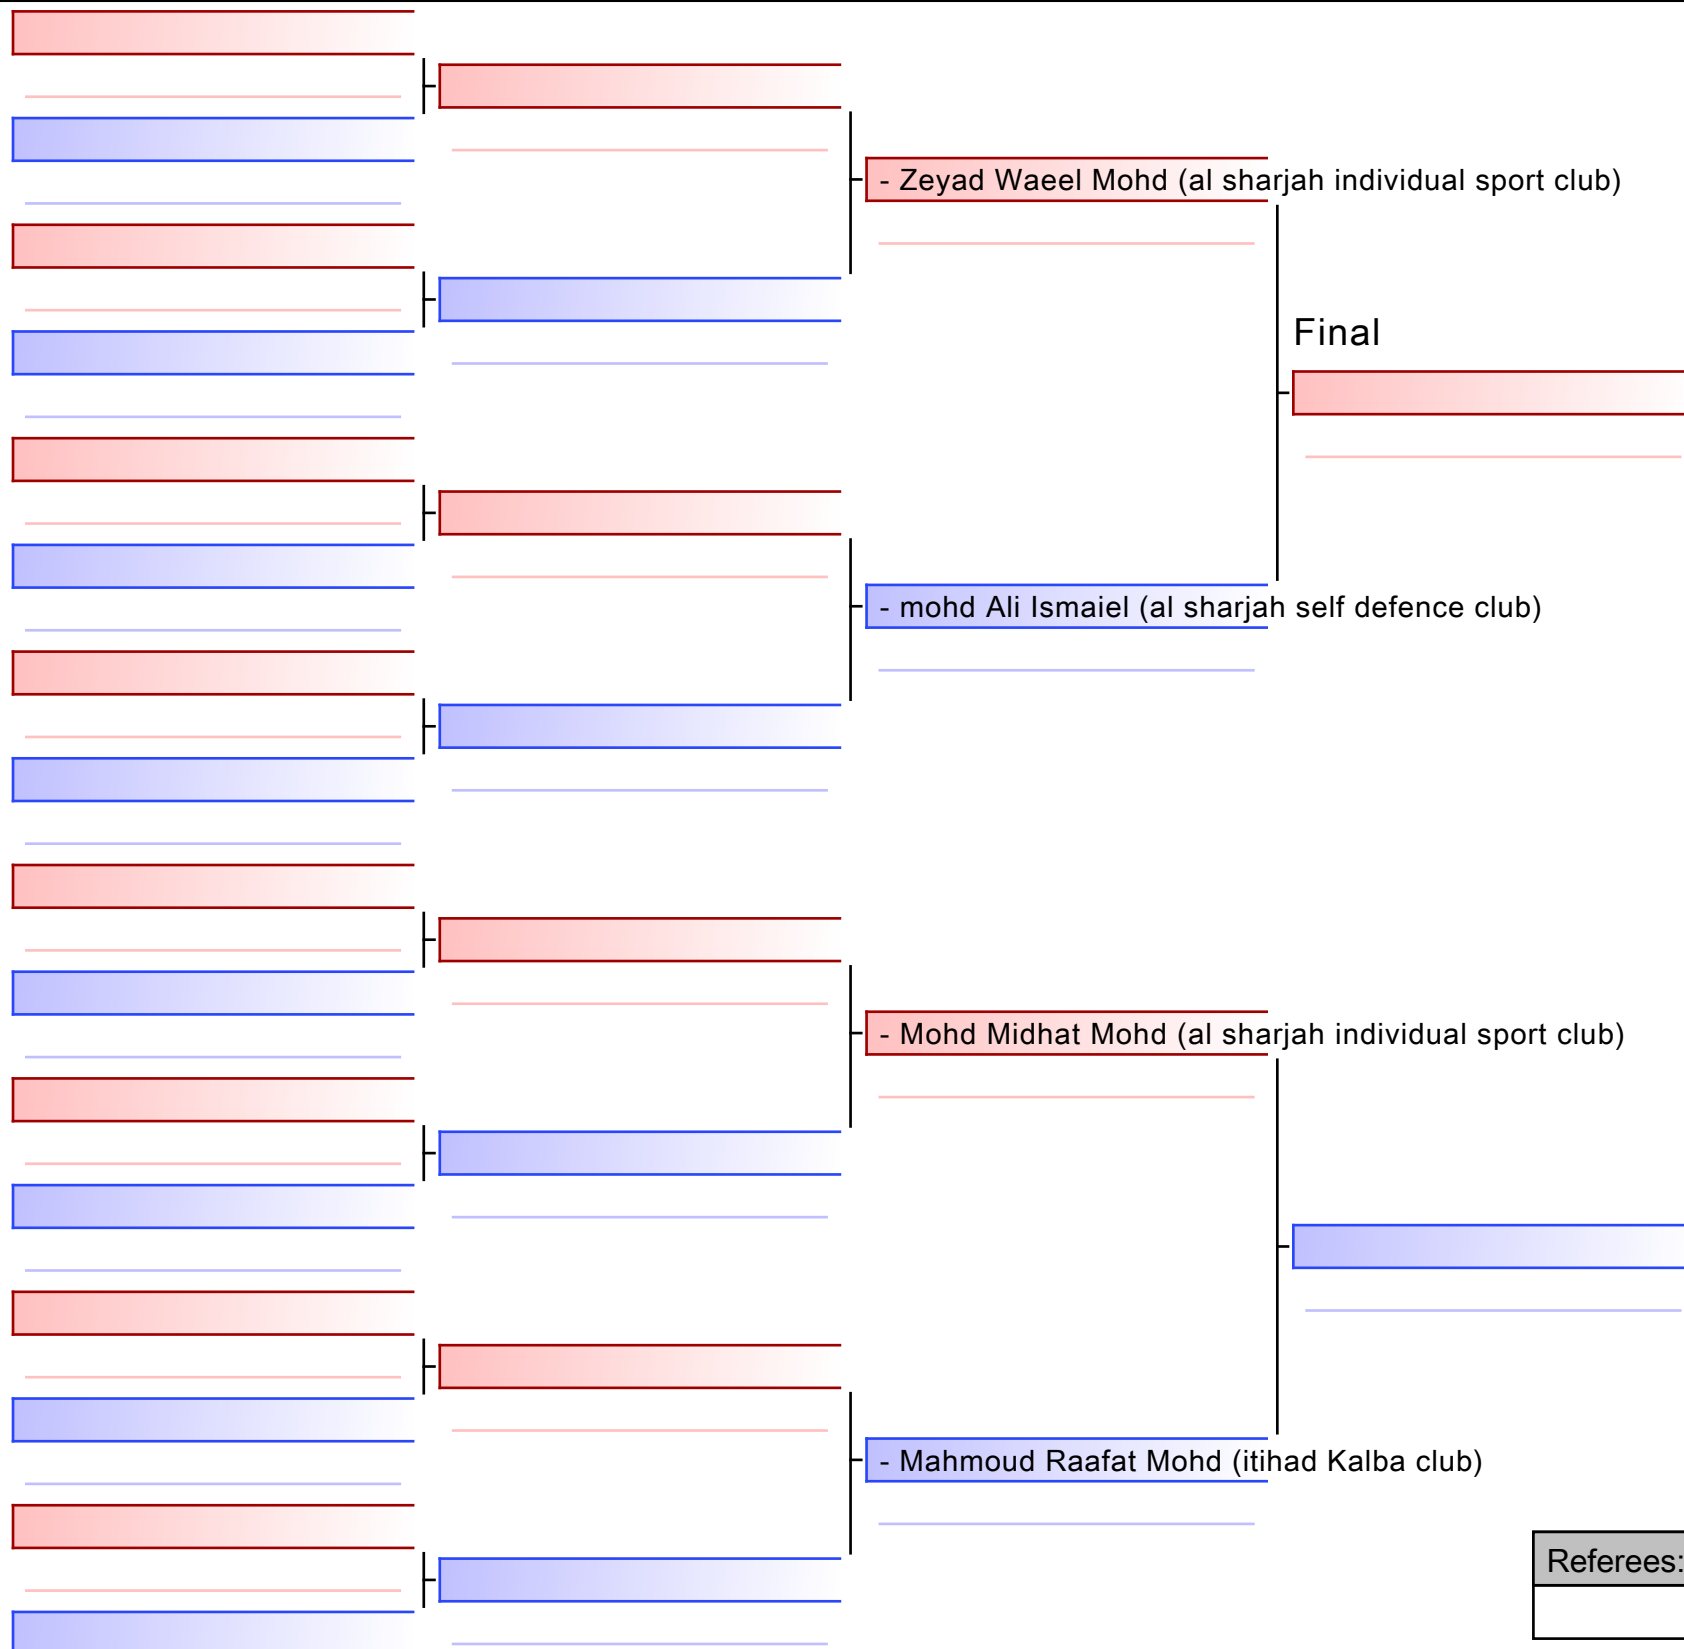 - Zeyad Waeel Mohd (al sharjah individual sport club)
Final
- mohd Ali Ismaiel (al sharjah self defence club)
- Mohd Midhat Mohd (al sharjah individual sport club)
- Mahmoud Raafat Mohd (itihad Kalba club)
Referees: